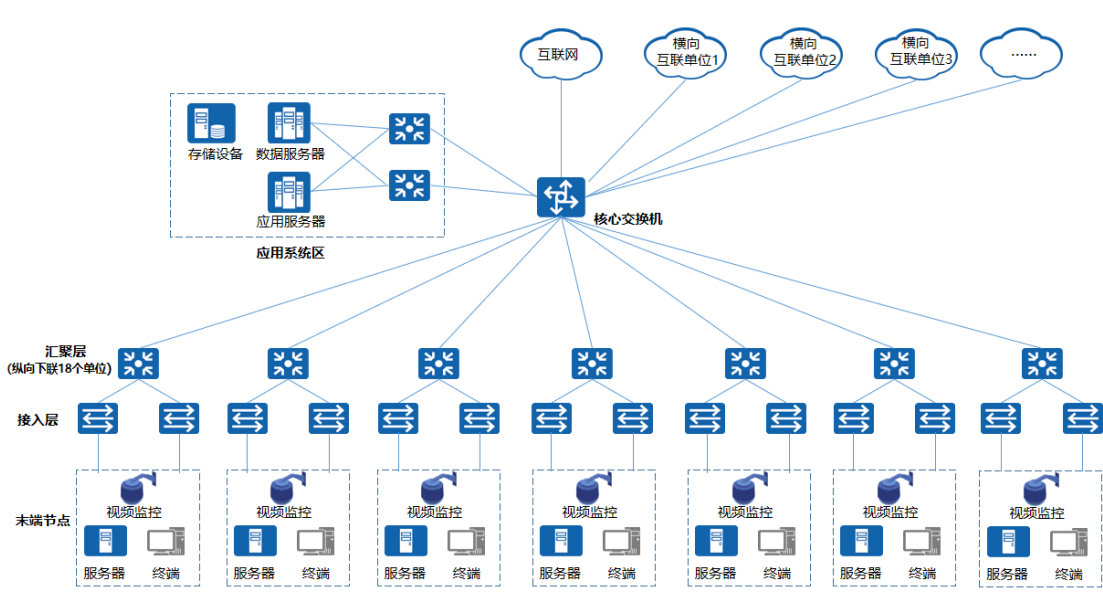 互联网
横向
互联单位1
横向
互联单位2
横向
互联单位3
......
存储设备
数据服务器
应用服务器
应用系统区
核心交换机
汇聚层
(纵向下联18个单位)
接入层
末端节点
视频监控
服务器
终端
视频监控
服务器
终端
视频监控
服务器
终端
视频监控
服务器
终端
视频监控
服务器
终端
视频监控
服务器
终端
视频监控
服务器
终端